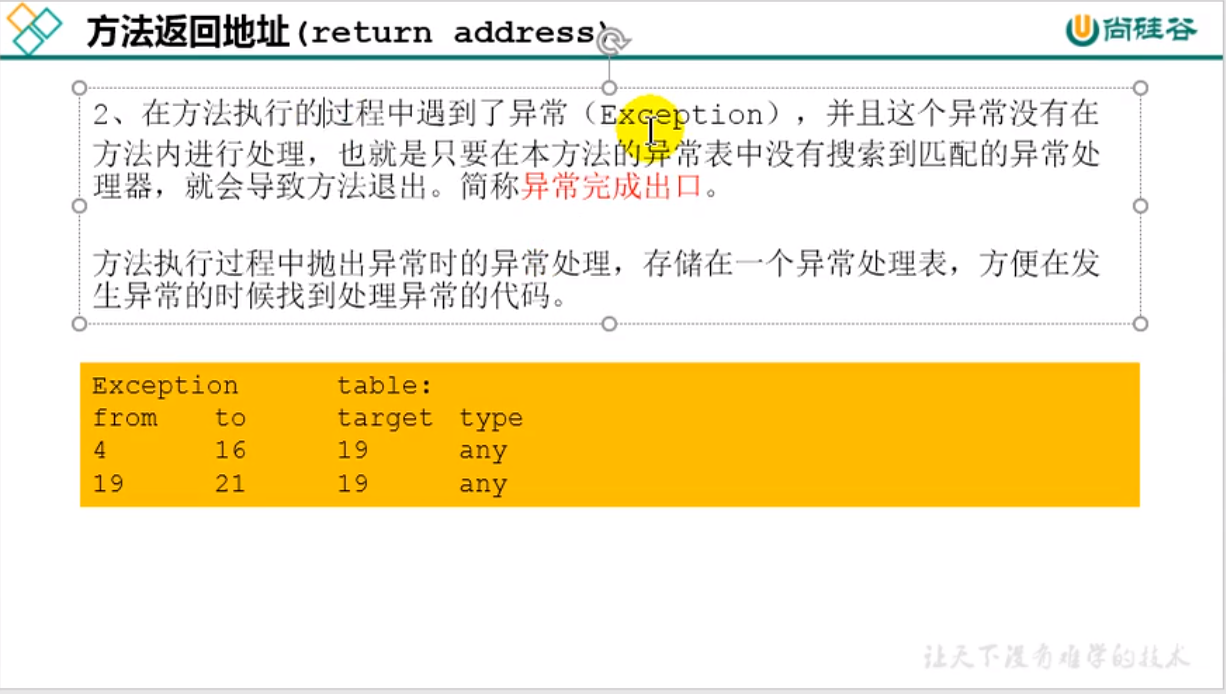 方法返回地址(return address)
尚硅谷
2、在方法执行的过程中遇到了异常（Exception），并且这个异常没有在
方法内进行处理，也就是只要在本方法的异常表中没有搜索到匹配的异常处
理器，就会导致方法退出。简称异常完成出口。
方法执行过程中抛出异常时的异常处理，存储在一个异常处理表，方便在发
生异常的时候找到处理异常的代码。
Exception table:
from to target type
4 16 19 any
19 21 19 any
让天下没有难学的技术